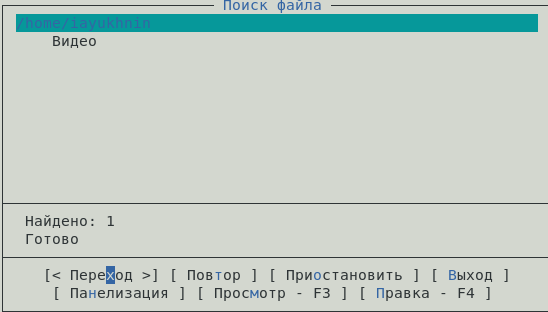 Поиск файла
/home/iayukhnin
Видео
Найдено: 1
Готово
[< Переход >] [ Повтор ] [ Приостановить ] [ Выход ]
[ Панелизация ] [ Просмотр - F3 ] [ Правка - F4 ]